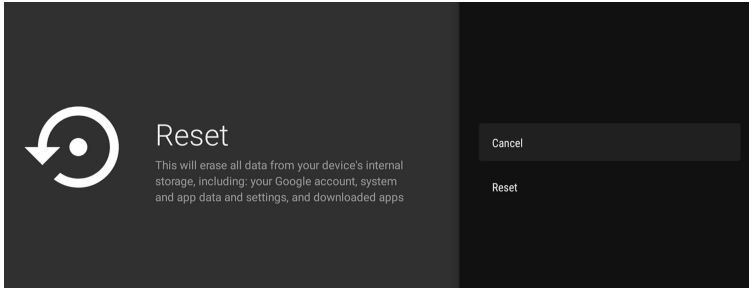 Reset
This will erase all data from your device's internal
storage, including: your Google account, system
and app data and settings, and downloaded apps
Cancel
Reset